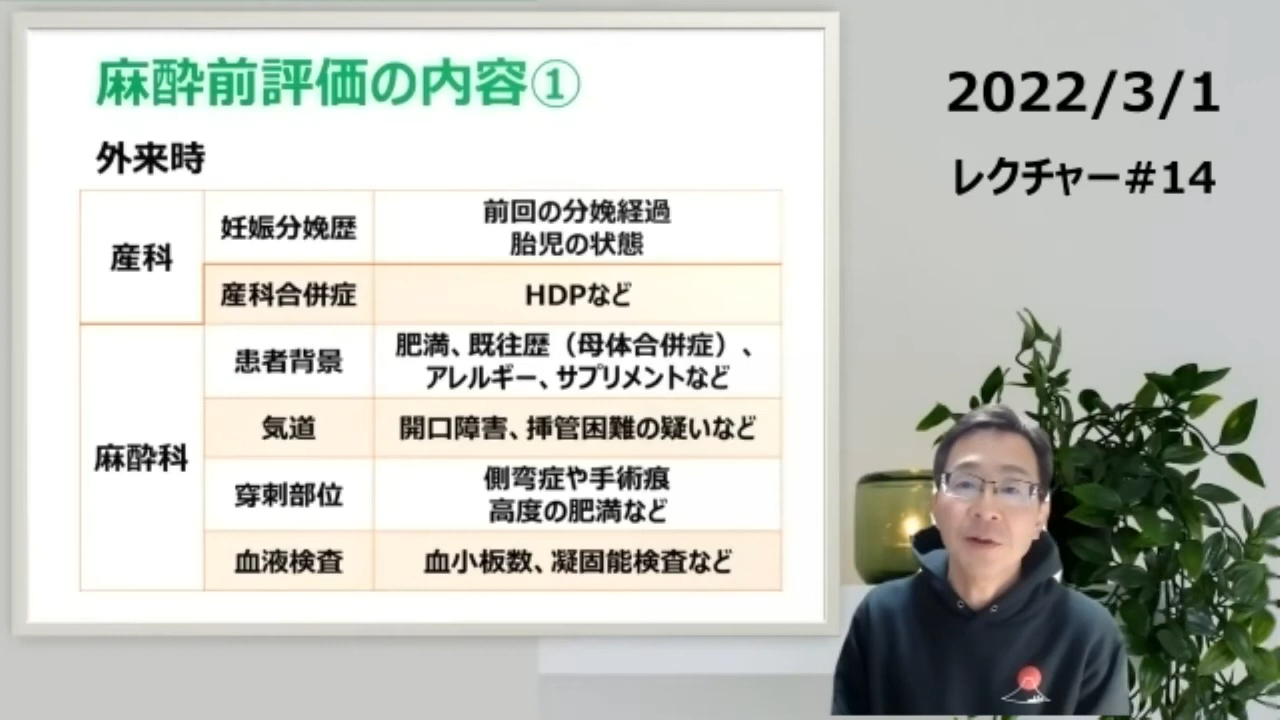 麻酔前評価の内容①
外来時
産科
妊娠分娩歴
前回の分娩経過
胎児の状態
産科合併症
HDPなど
麻酔科
患者背景
肥満、既往歴（母体合併症）、
アレルギー、サプリメントなど
気道
開口障害、挿管困難の疑いなど
穿刺部位
側弯症や手術痕
高度の肥満など
血液検査
血小板数、凝固能検査など
2022/3/1
レクチャー#14